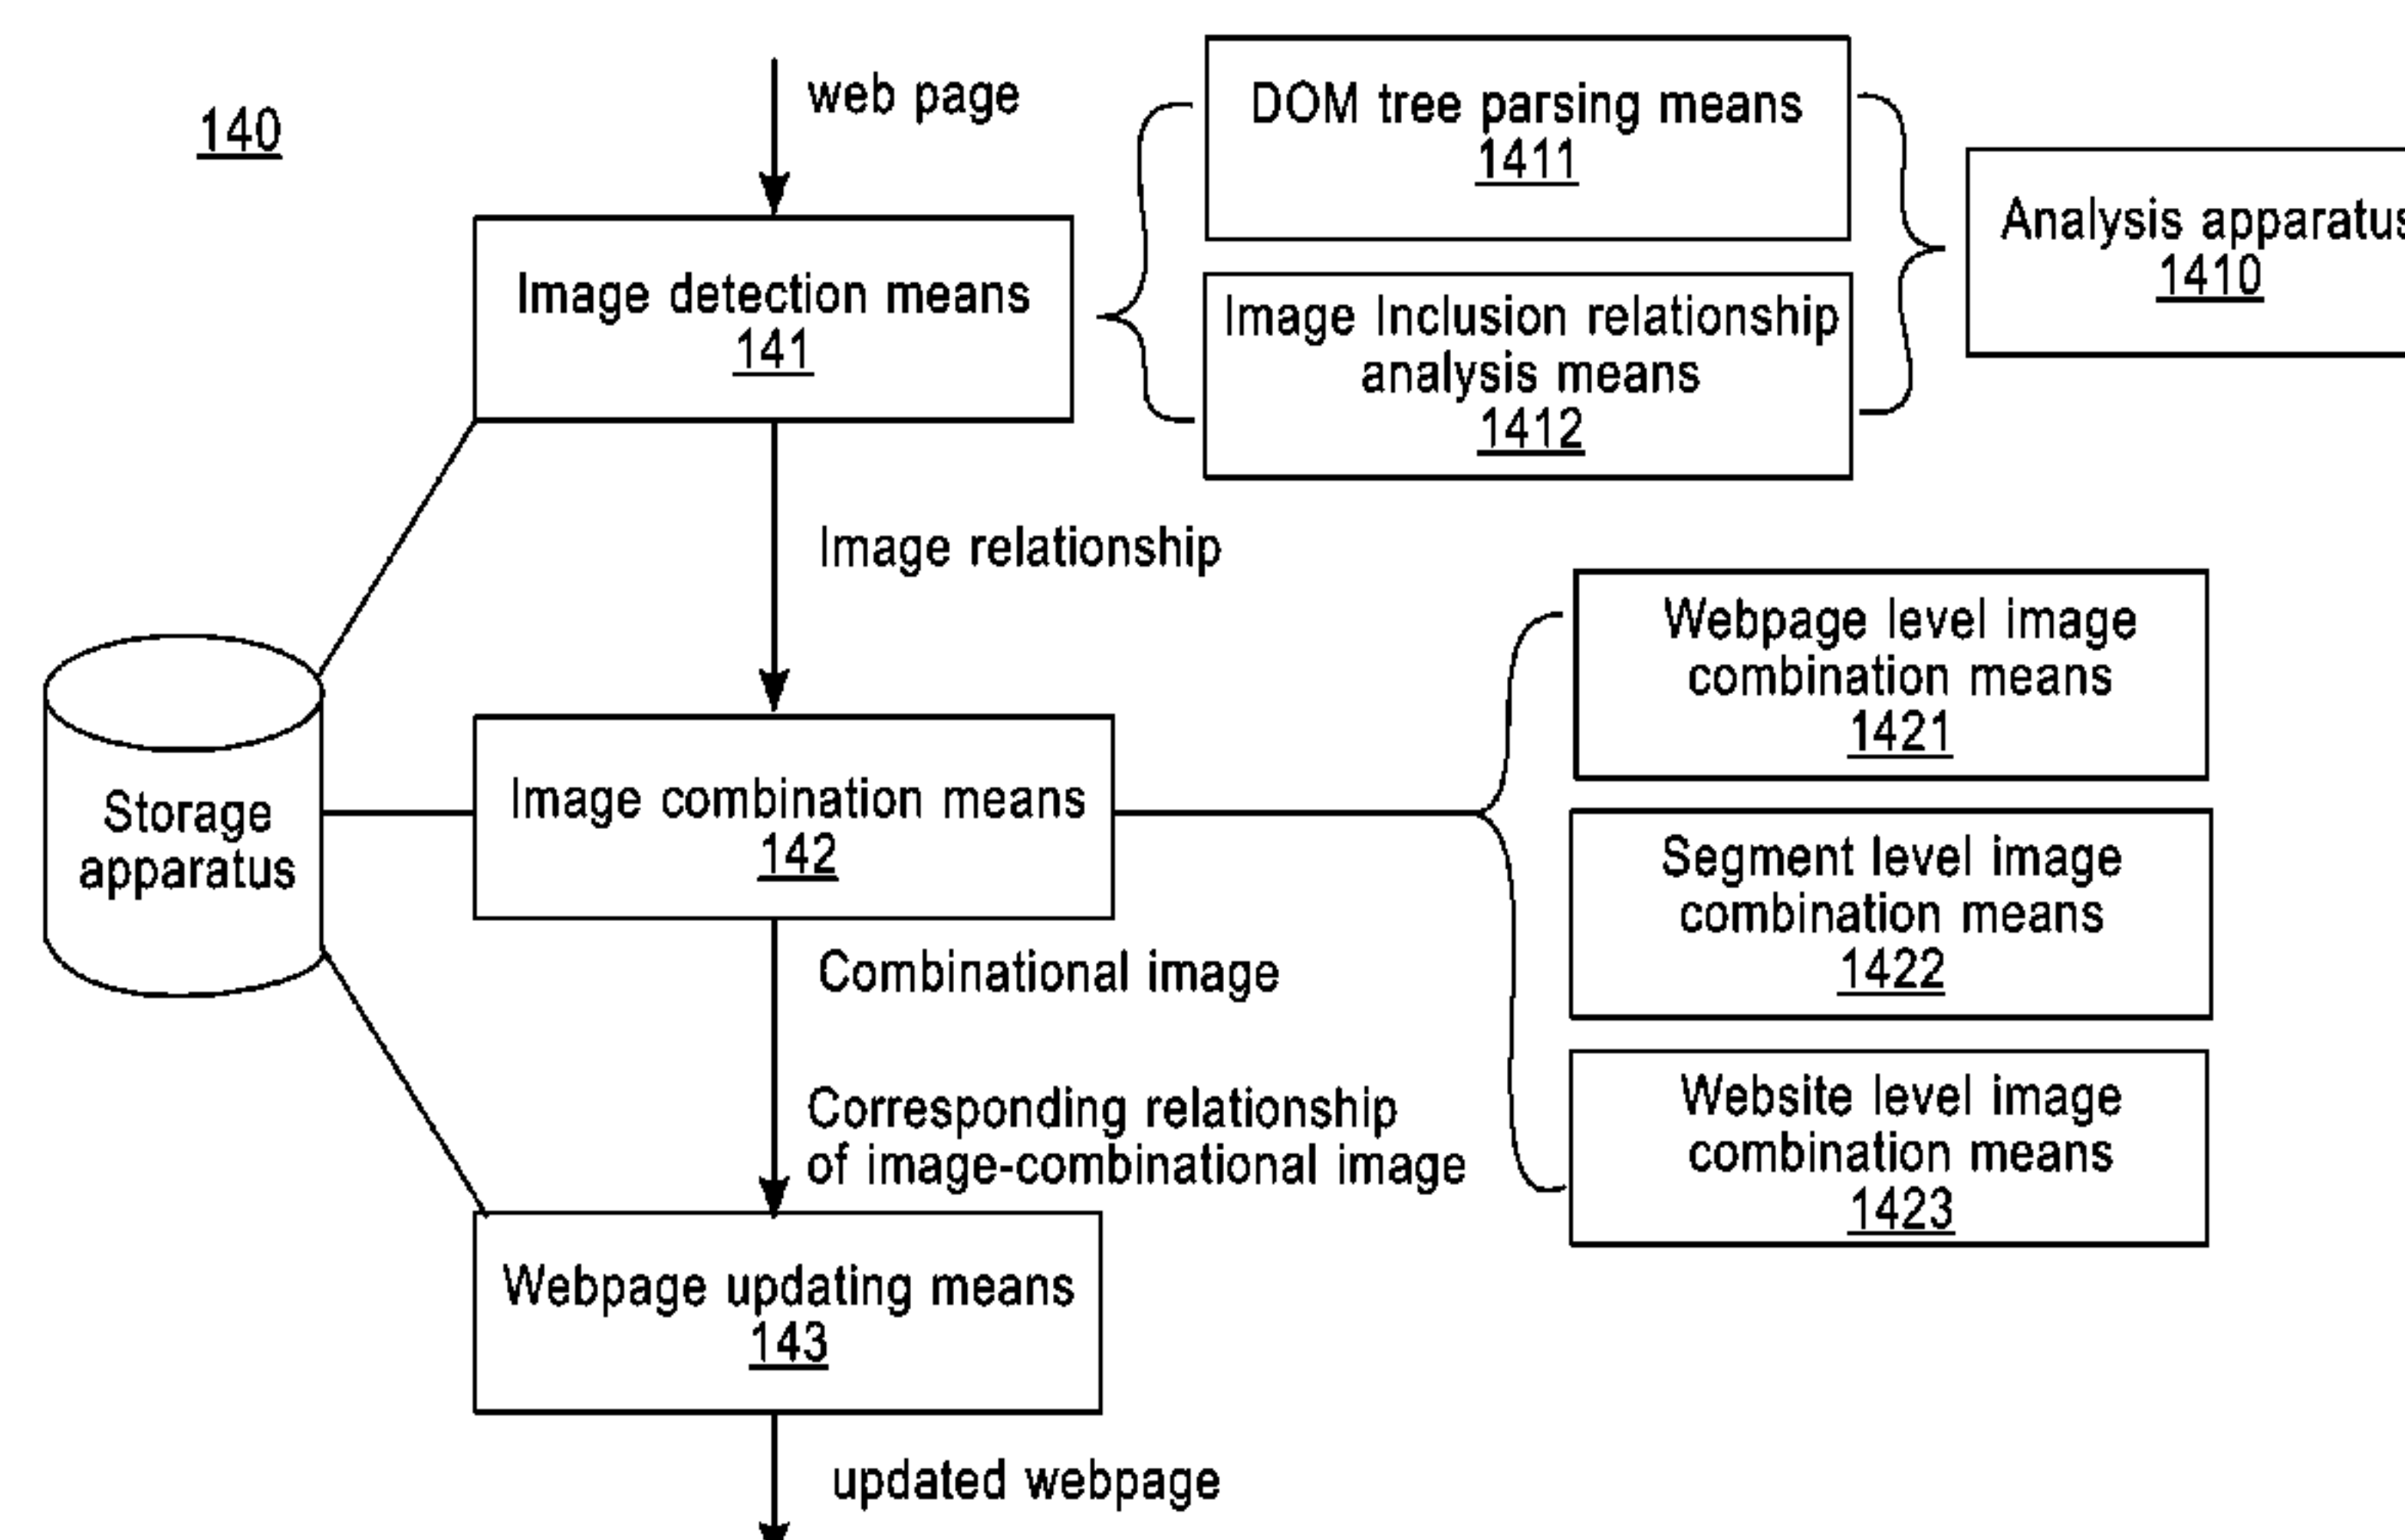 140
web page
DOM tree parsing means
1411
Analysis apparatus
1410
Image detection means
141
Image Inclusion relationship
analysis means
1412
Image relationship
Webpage level image
combination means
1421
Storage
apparatus
Image combination means
142
Segment level image
combination means
1422
Combinational image
Corresponding relationship
of image-combinational image
Website level image
combination means
1423
Webpage updating means
143
updated webpage